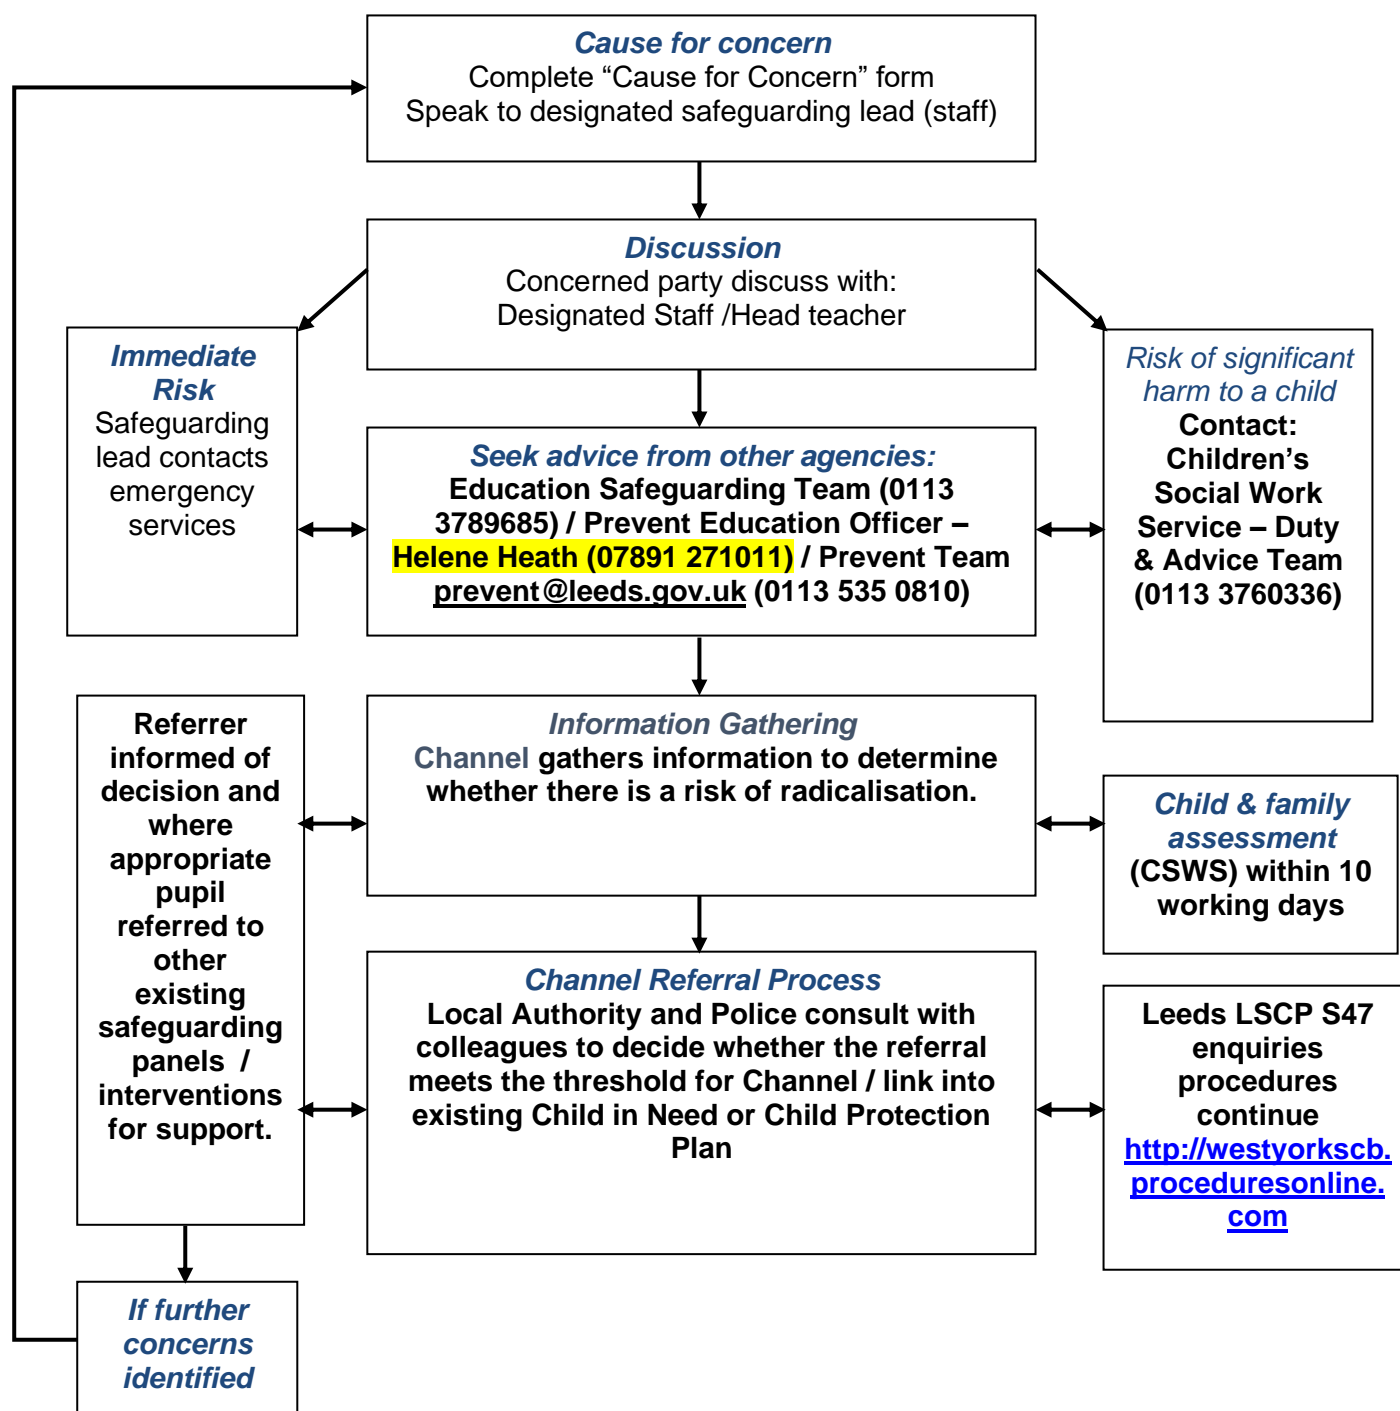 Cause for concern
Complete “Cause for Concern” form
Speak to designated safeguarding lead (staff)
Discussion
Concerned party discuss with:
Designated Staff /Head teacher
Immediate
Risk
Safeguarding
lead contacts
emergency
services
Seek advice from other agencies:
Education Safeguarding Team (0113
3789685) / Prevent Education Officer –
Helene Heath (07891 271011) / Prevent Team
prevent@leeds.gov.uk (0113 535 0810)
Risk of significant
harm to a child
Contact:
Children’s
Social Work
Service – Duty
& Advice Team
(0113 3760336)
Referrer
informed of
decision and
where
appropriate
pupil
referred to
other
existing
safeguarding
panels  /
interventions
for support.
Information Gathering
Channel gathers information to determine
whether there is a risk of radicalisation.
Child & family
assessment
(CSWS) within 10
working days
Channel Referral Process
Local Authority and Police consult with
colleagues to decide whether the referral
meets the threshold for Channel / link into
existing Child in Need or Child Protection
Plan
Leeds LSCP S47
enquiries
procedures
continue
http://westyorkscb.
proceduresonline.
com
If further
concerns
identified